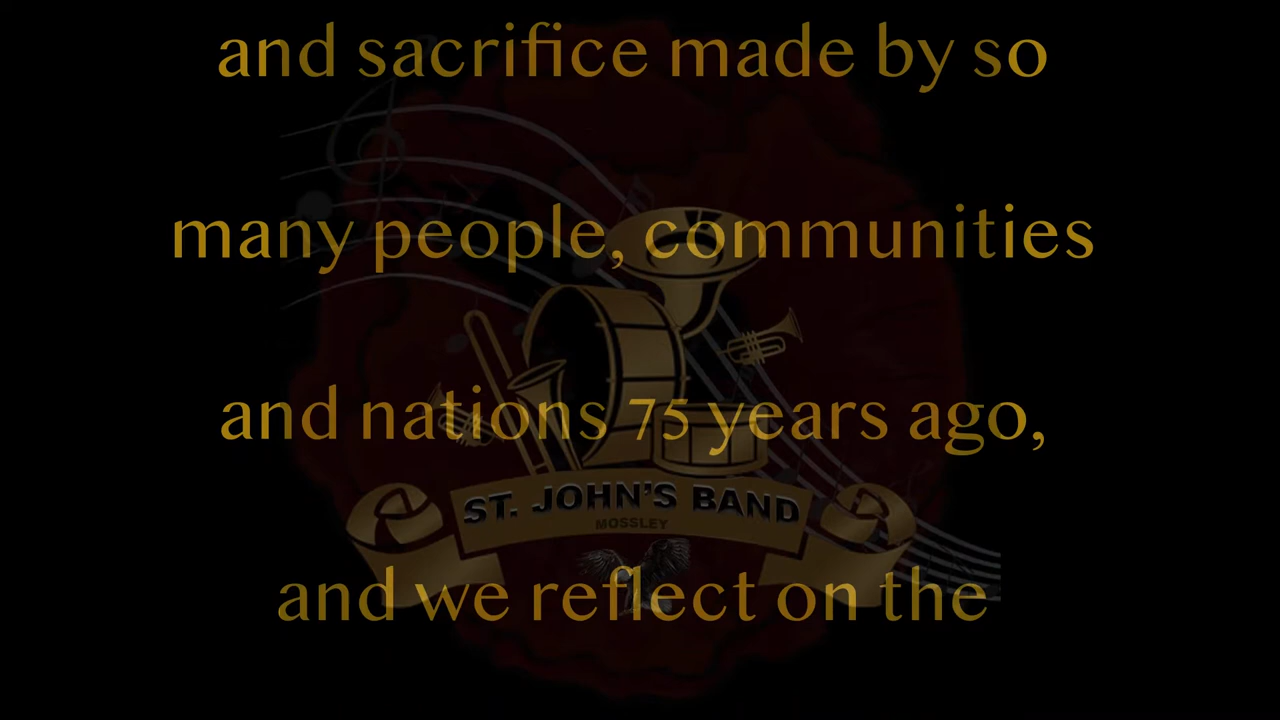 and sacrifice made by so
many people, communities
and nations 75 years ago,
ST. JOHN'S BAND
MOSSLEY
and we reflect on the